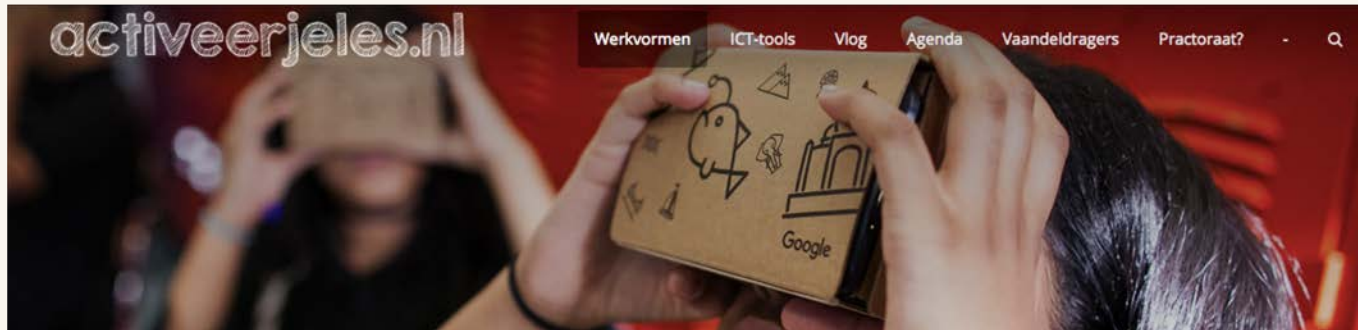 activeerjeles.nl
Werkvormen ICT-tools Vlog Agenda Vaandeldragers Practoraat? -
Google